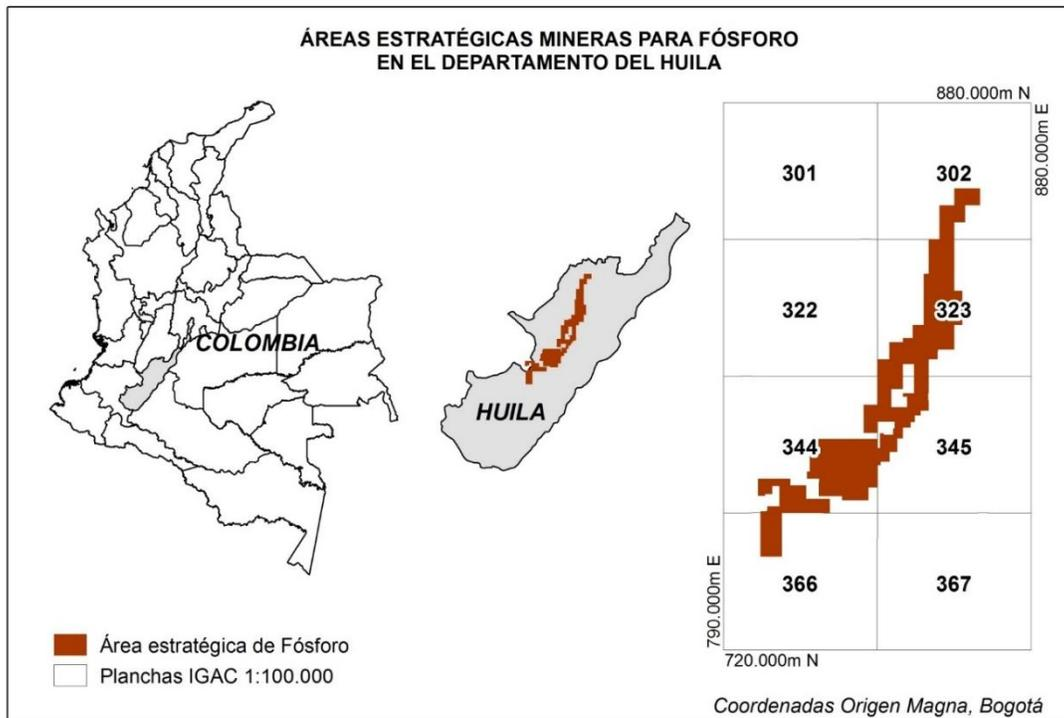 ÁREAS ESTRATÉGICAS MINERAS PARA FÓSFORO
EN EL DEPARTAMENTO DEL HUILA
COLOMBIA
HUILA
880.000m N
880.000m E
301
302
322
323
344
345
366
367
790.000m E
720.000m N
Área estratégica de Fósforo
Planchas IGAC 1:100.000
Coordenadas Origen Magna, Bogotá